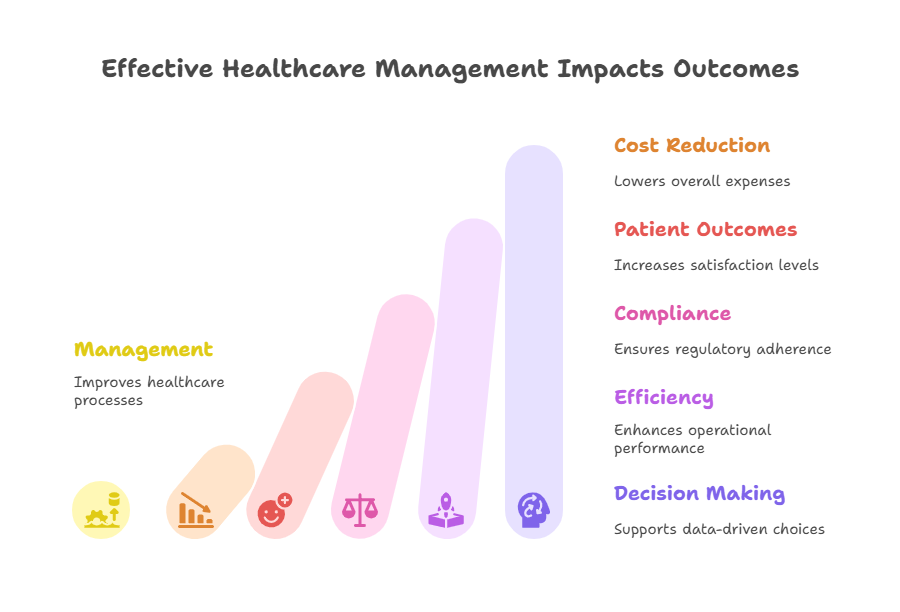 Effective Healthcare Management Impacts Outcomes
Management
Improves healthcare
processes
Cost Reduction
Lowers overall expenses
Patient Outcomes
Increases satisfaction levels
Compliance
Ensures regulatory adherence
Efficiency
Enhances operational
performance
Decision Making
Supports data-driven choices